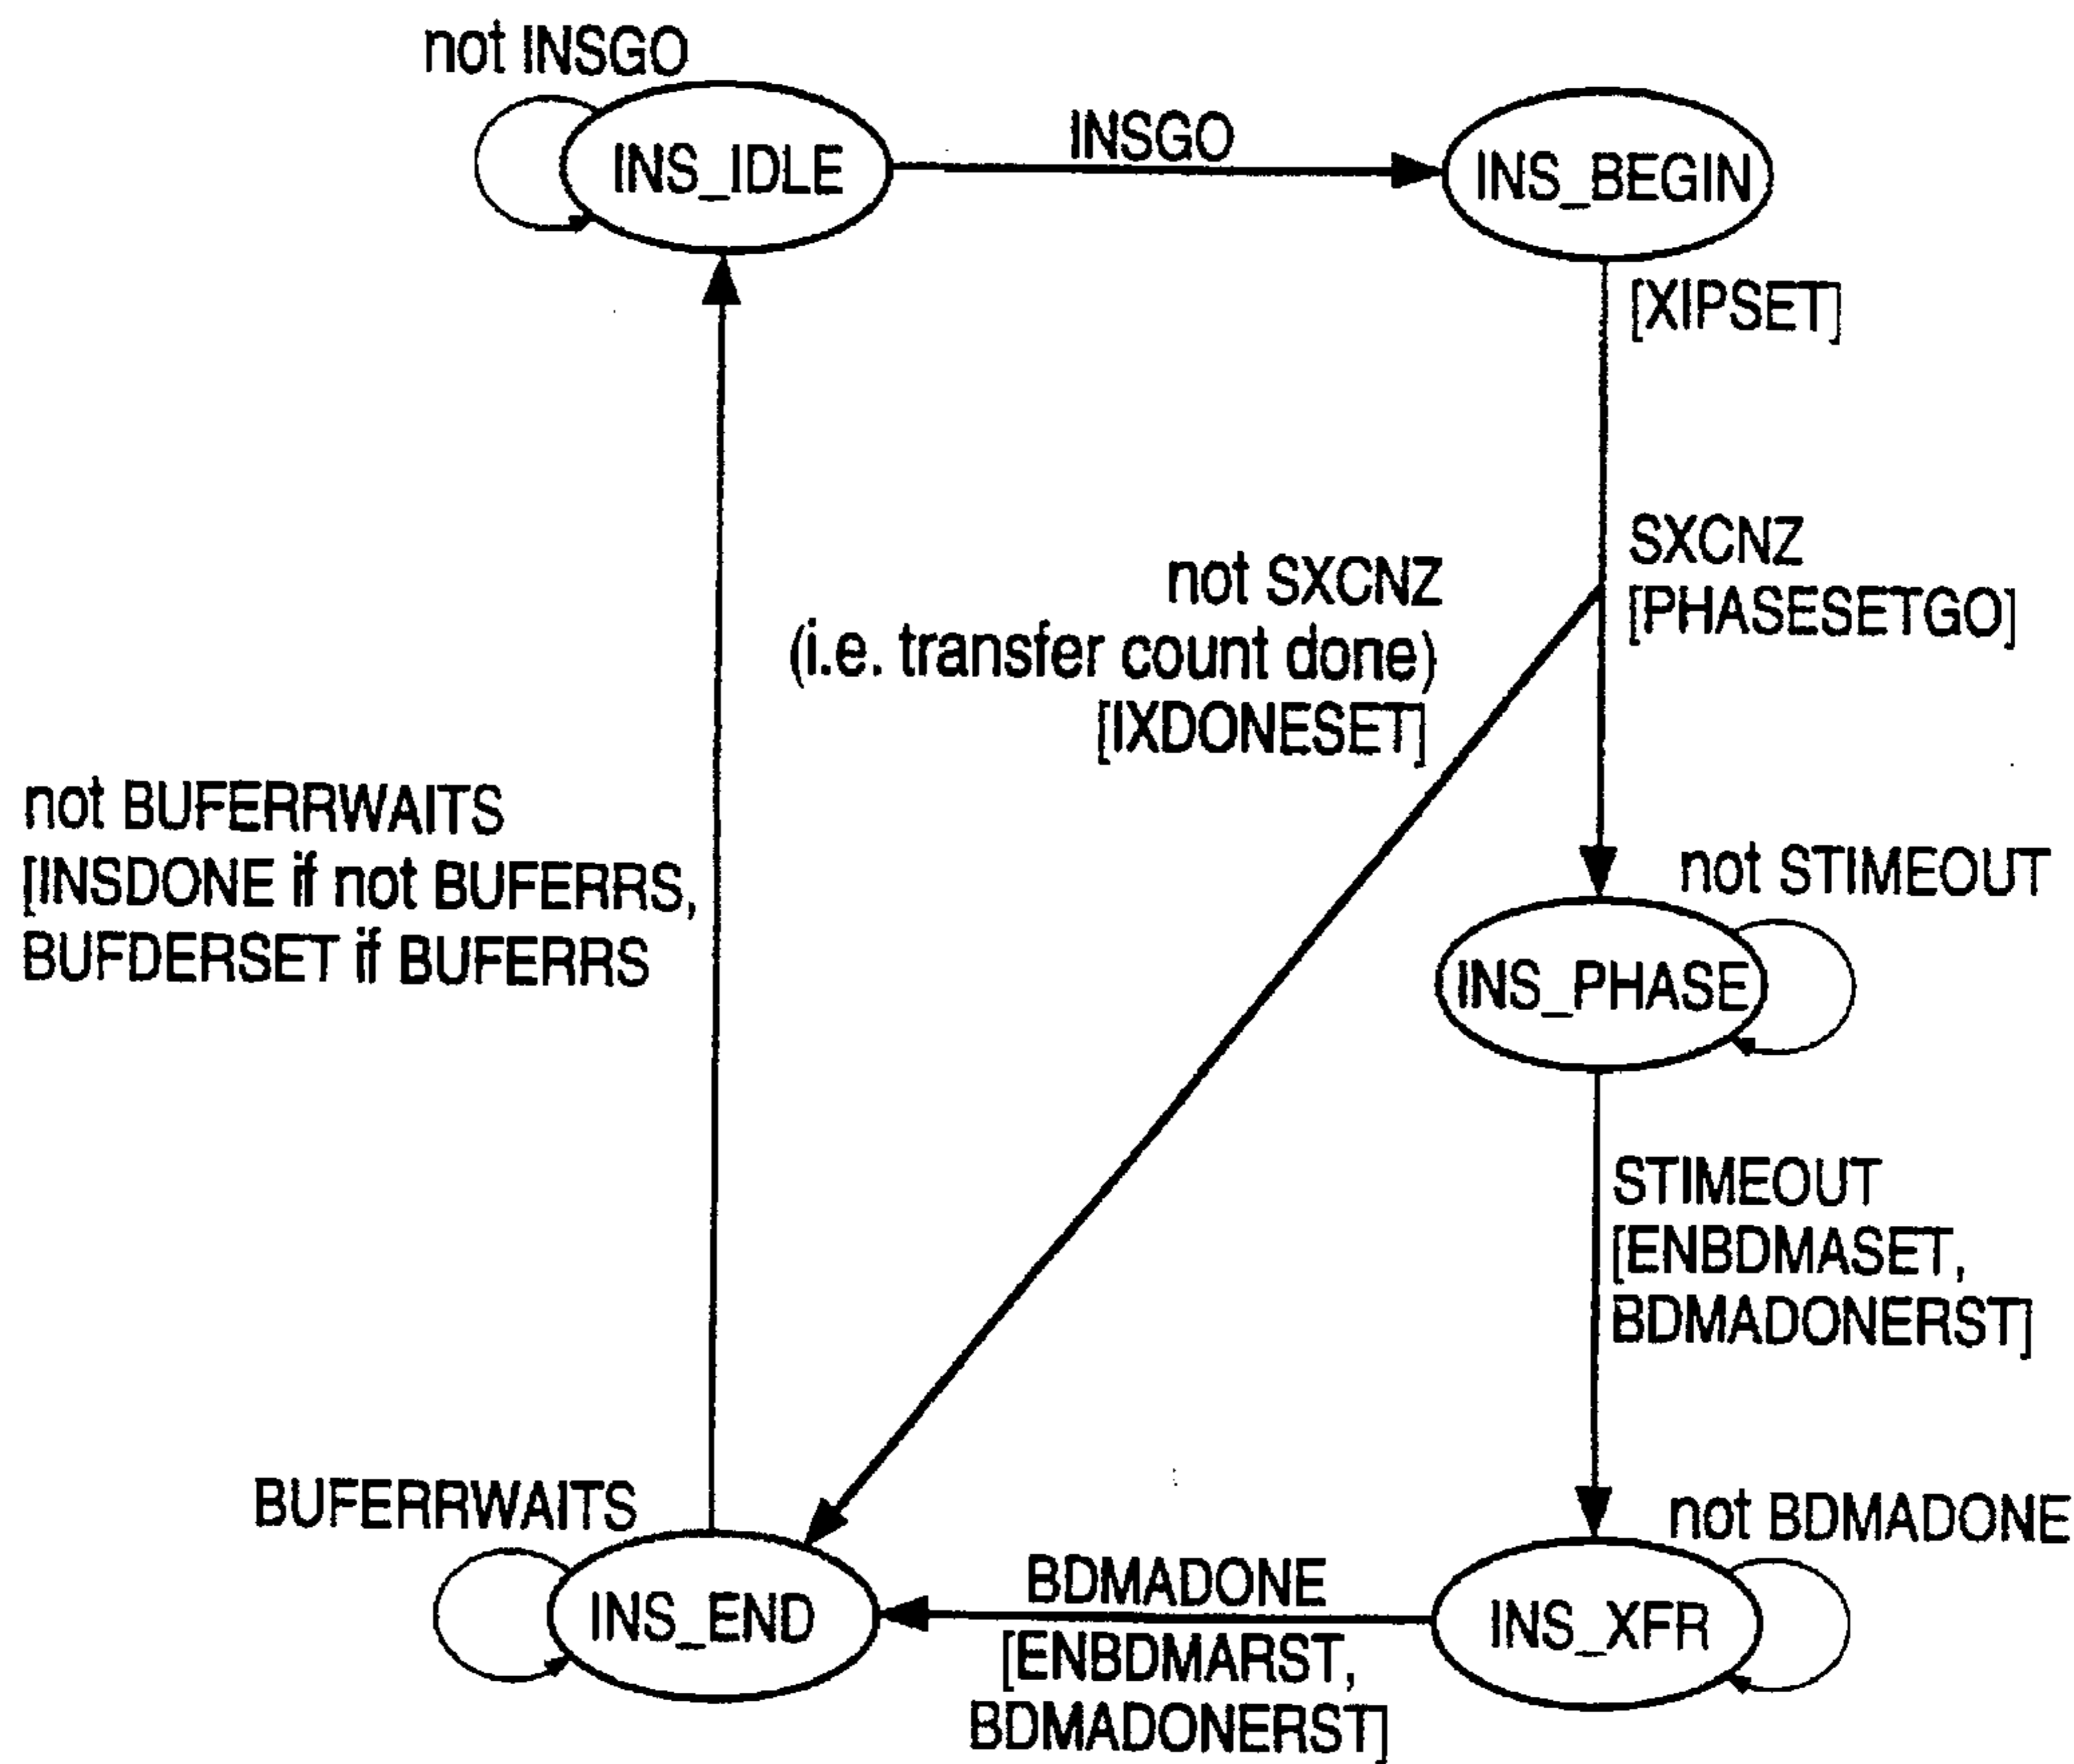 not INSGO
INS_IDLE
INSGO
INS_BEGIN
[XIPSET]
SXCNZ
[PHASESETGO]
not SXCNZ
(i.e. transfer count done)
[IXDONESET]
not BUFERRWAITS
[INSDONE if not BUFERRS,
BUFDERSET if BUFERRS
not STIMEOUT
INS_PHASE
STIMEOUT
[ENBDMASET,
BDMADONERST]
BUFERRWAITS
INS_END
BDMADONE
[ENBDMARST,
BDMADONERST]
not BDMADONE
INS_XFR